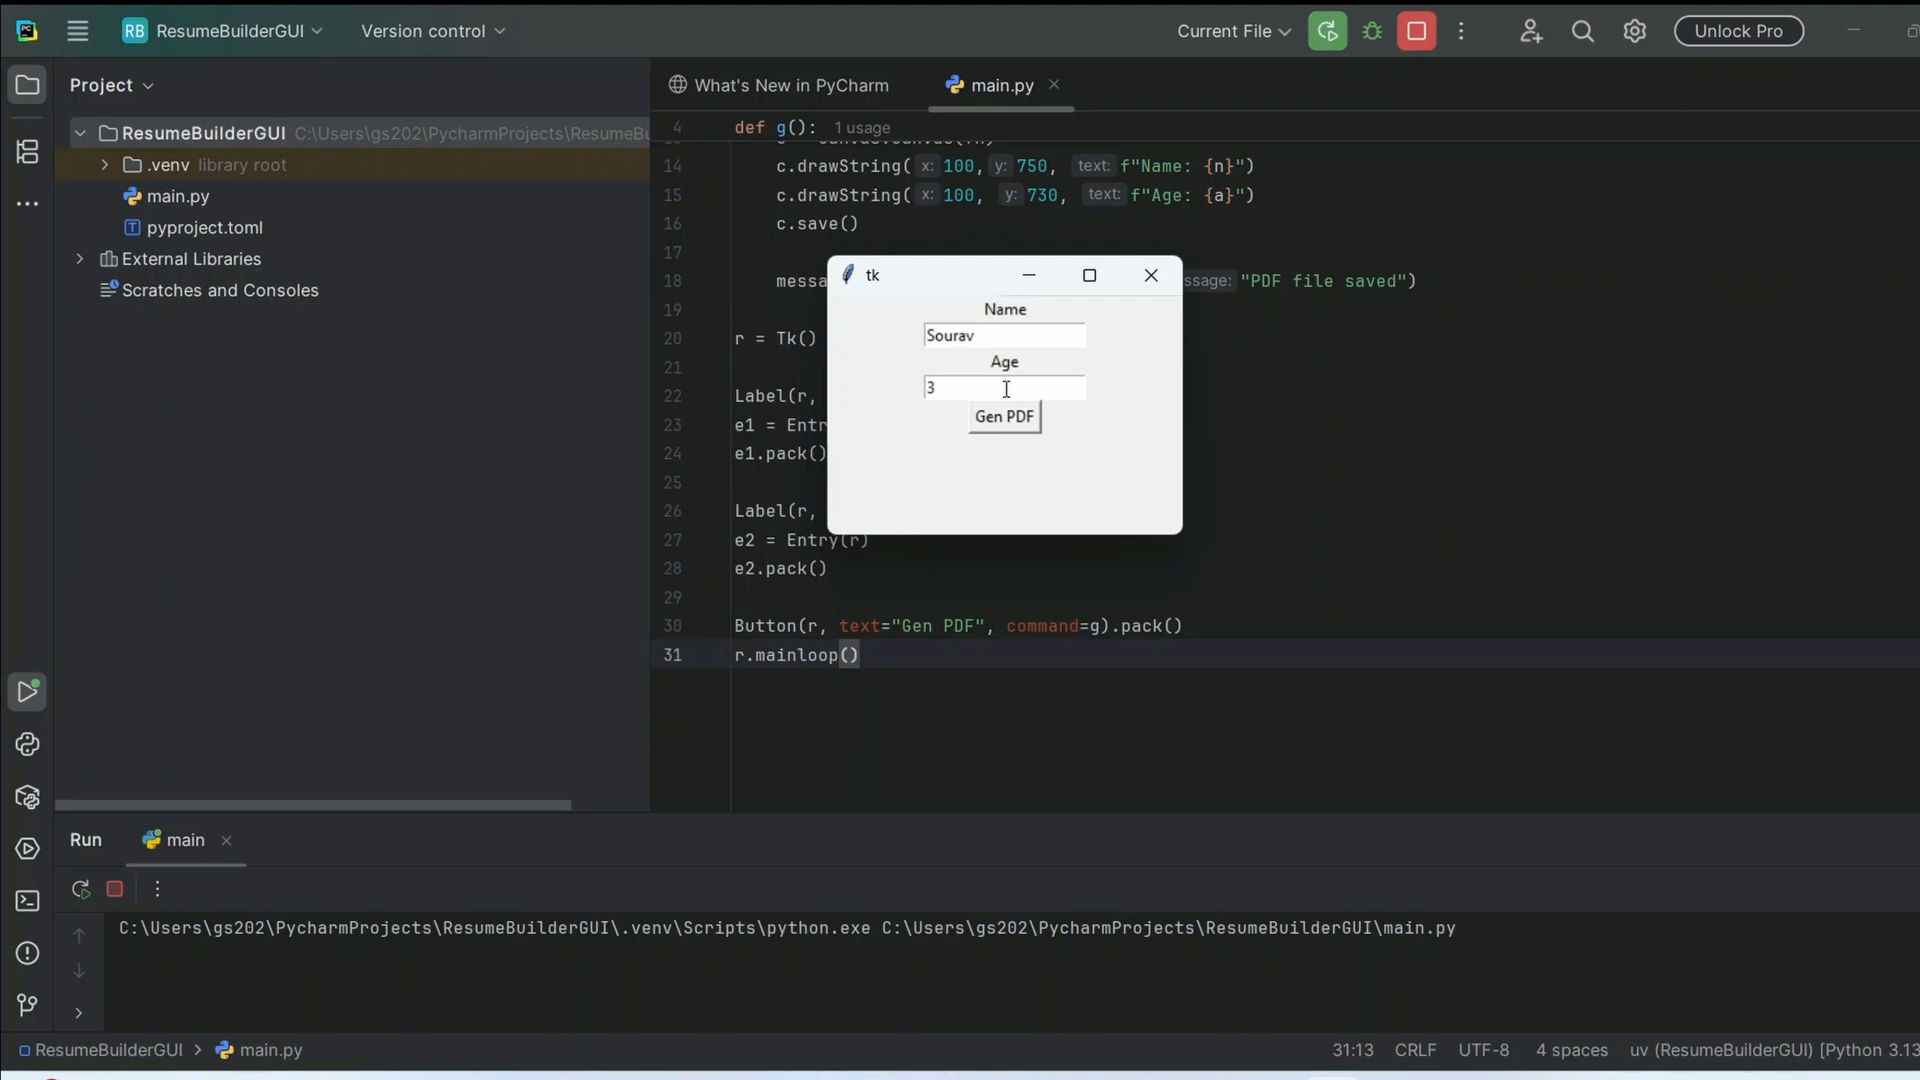 PC
RB ResumeBuilderGUI
Version control
Current File
Unlock Pro
Project
What's New in PyCharm
main.py
ResumeBuilderGUI C:\Users\gs202\PycharmProjects\ResumeBu
.venv library root
main.py
pyproject.toml
External Libraries
Scratches and Consoles
4 def g(): 1 usage
14 c.drawString( x: 100, y: 750, text: f"Name: {n}")
15 c.drawString( x: 100, y: 730, text: f"Age: {a}")
16 c.save()
17
18 messa ssage: "PDF file saved")
19
20 r = Tk()
21
22 Label(r,
23 e1 = Entr
24 e1.pack()
25
26 Label(r,
27 e2 = Entry(r)
28 e2.pack()
29
30 Button(r, text="Gen PDF", command=g).pack()
31 r.mainloop()
tk
Name
Sourav
Age
3
Gen PDF
Run
main
C:\Users\gs202\PycharmProjects\ResumeBuilderGUI\.venv\Scripts\python.exe C:\Users\gs202\PycharmProjects\ResumeBuilderGUI\main.py
ResumeBuilderGUI > main.py
31:13 CRLF UTF-8 4 spaces uv (ResumeBuilderGUI) [Python 3.13